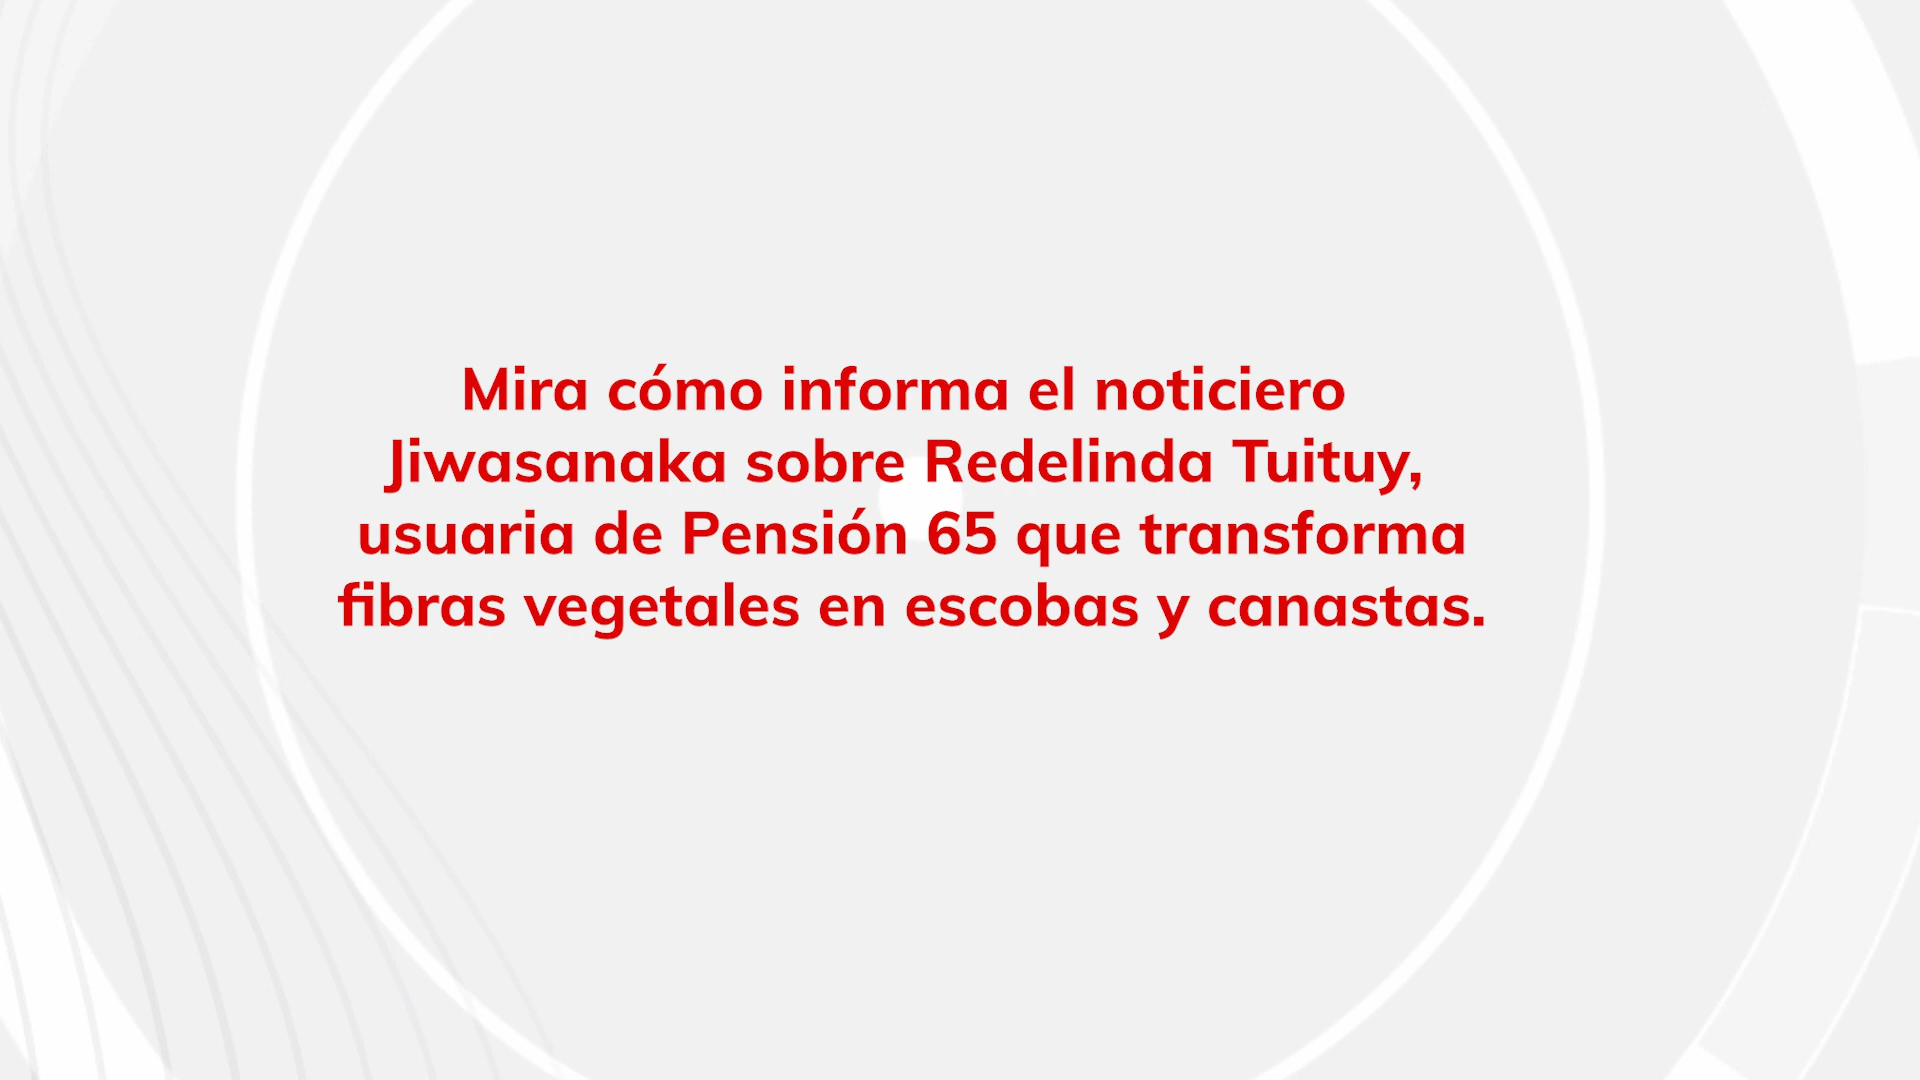 Mira cómo informa el noticiero
Jiwasanaka sobre Redelinda Tuituy,
usuaria de Pensión 65 que transforma
fibras vegetales en escobas y canastas.